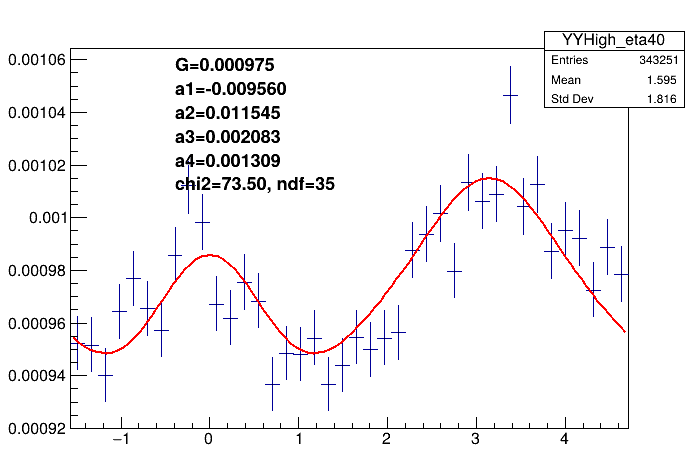 YYHigh_eta40
Entries 343251
Mean 1.595
Std Dev 1.816
G=0.000975
a1=-0.009560
a2=0.011545
a3=0.002083
a4=0.001309
chi2=73.50, ndf=35
0.00106
0.00104
0.00102
0.001
0.00098
0.00096
0.00094
0.00092
−1 0 1 2 3 4